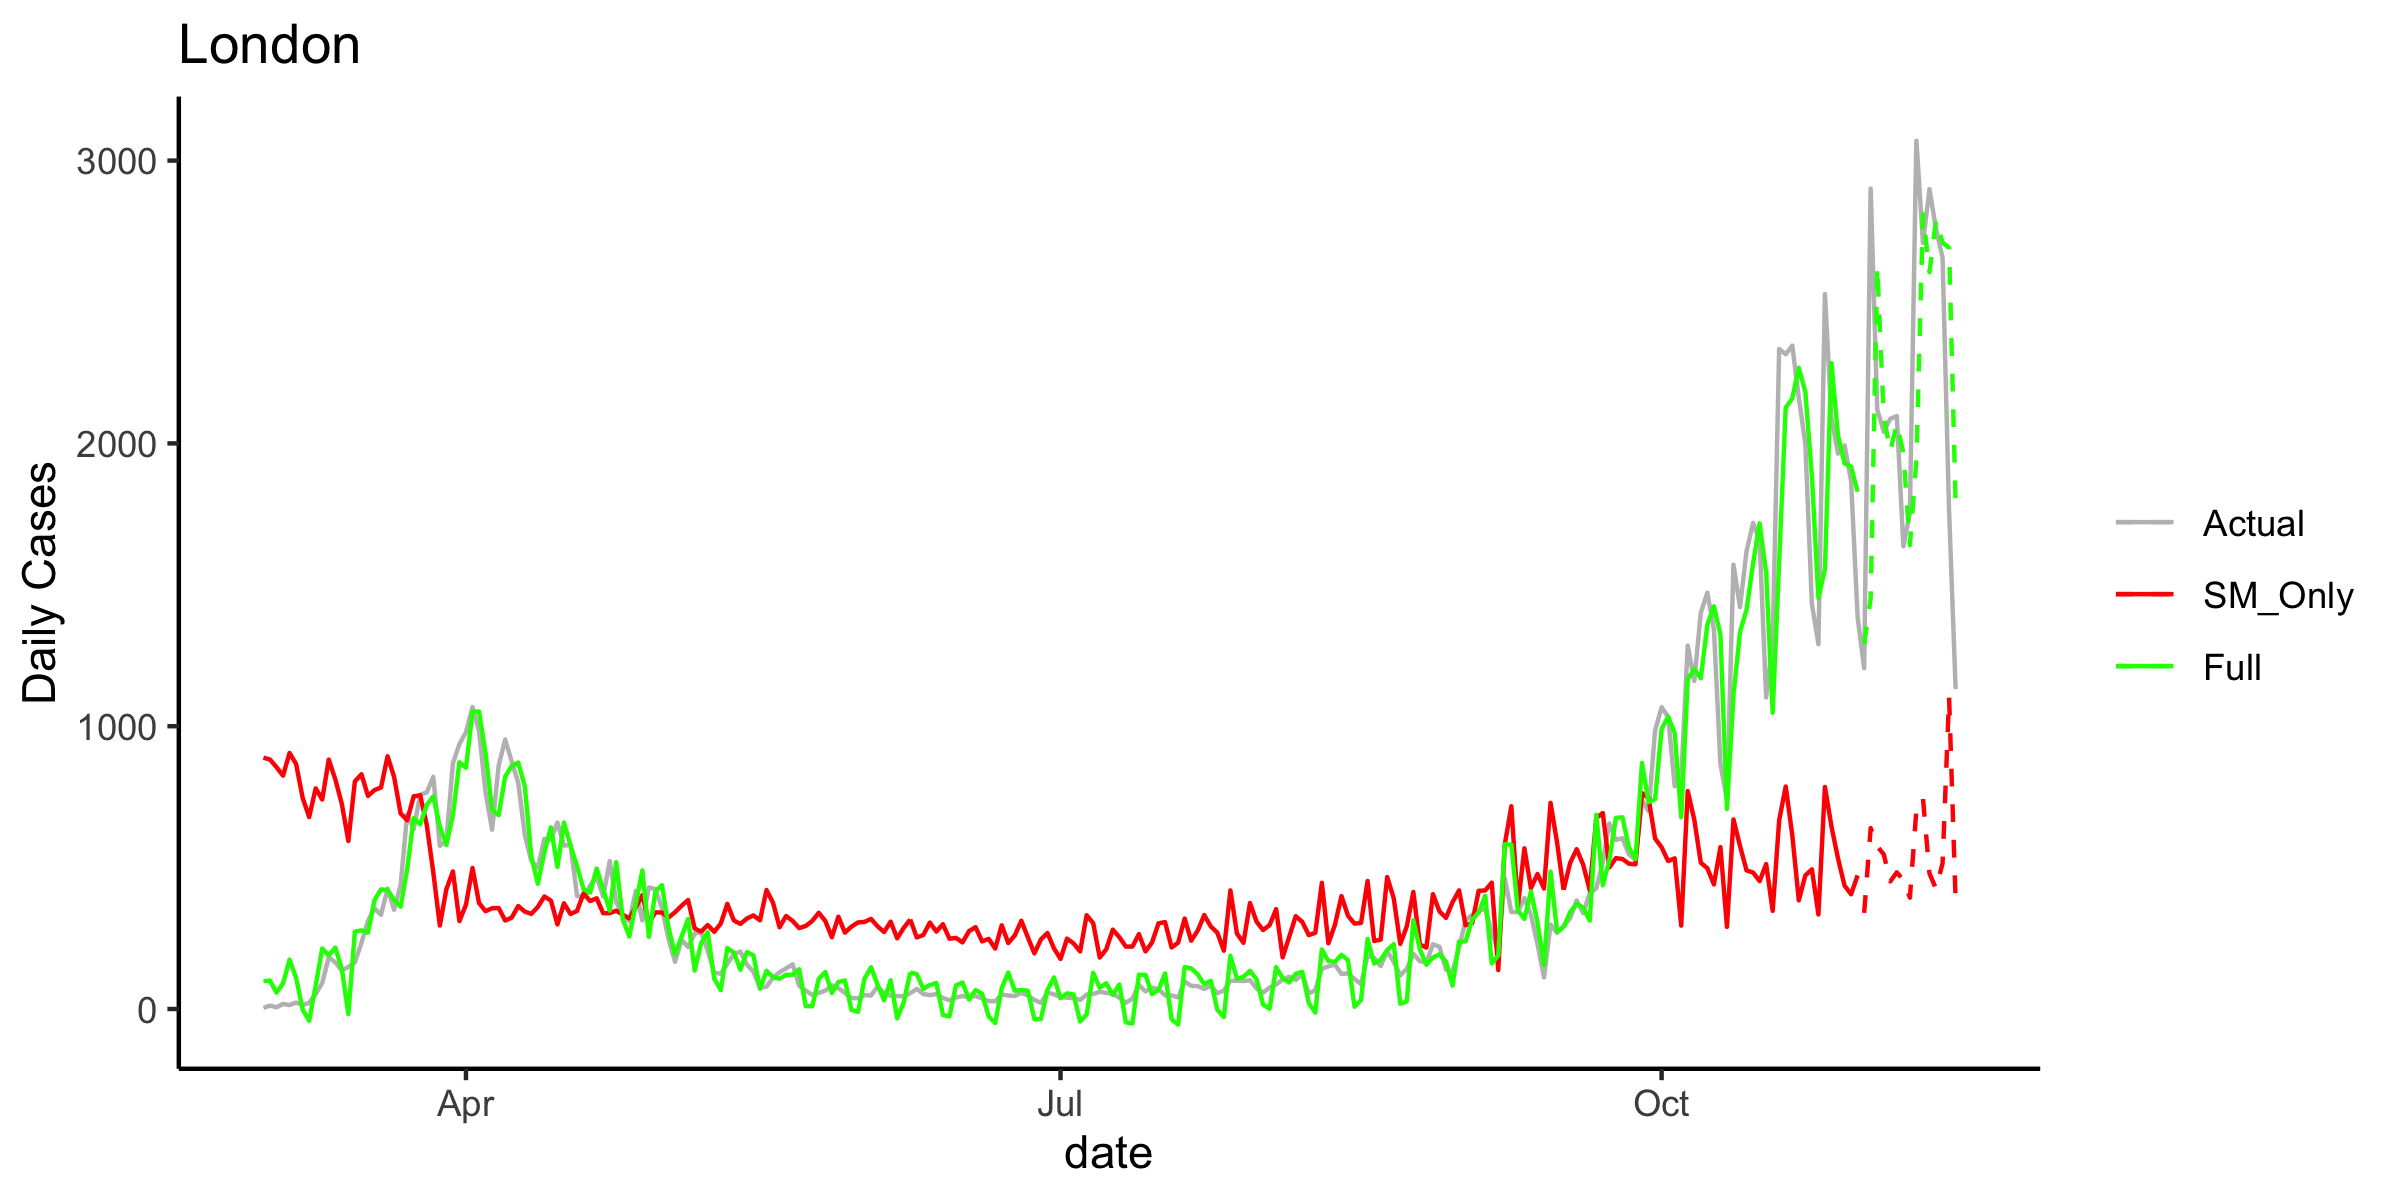 London
3000
2000
1000
0
Daily Cases
Apr
Jul
Oct
date
Actual
SM_Only
Full